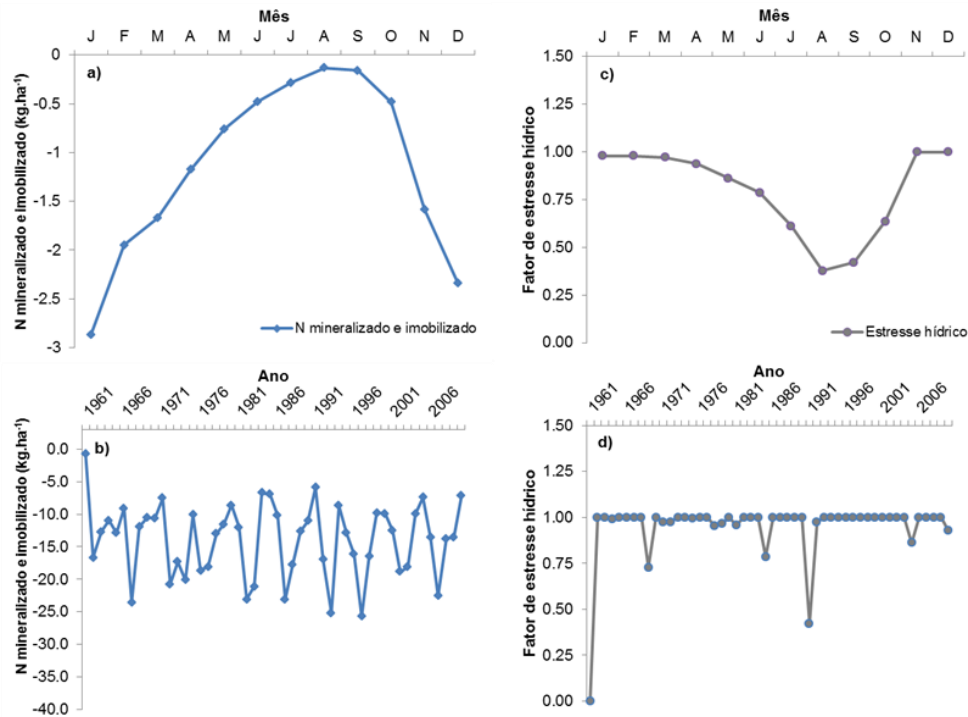 Mês
J F M A M J J A S O N D
0
-0.5
-1
-1.5
-2
-2.5
-3
N mineralizado e imobilizado (kg.ha⁻¹)
a)
N mineralizado e imobilizado
Mês
J F M A M J J A S O N D
1.50
1.25
1.00
0.75
0.50
0.25
0.00
Fator de estresse hídrico
c)
Estresse hídrico
Ano
1961 1966 1971 1976 1981 1986 1991 1996 2001 2006
0.0
-5.0
-10.0
-15.0
-20.0
-25.0
-30.0
-35.0
-40.0
N mineralizado e imobilizado (kg.ha⁻¹)
b)
Ano
1961 1966 1971 1976 1981 1986 1991 1996 2001 2006
1.50
1.25
1.00
0.75
0.50
0.25
0.00
Fator de estresse hídrico
d)